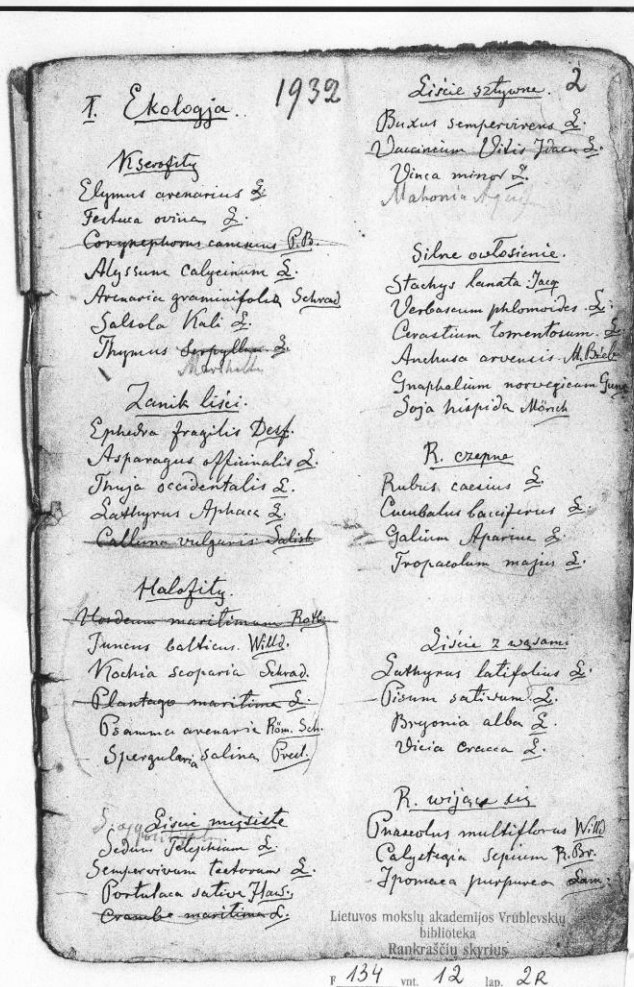 I. Ekologja. 1932
Kserofity
Elymus arenarius L.
Festuca ovina L.
Corynephorus canescens P.B.
Alyssum calycinum L.
Arenaria graminifolia Schrad
Salsola Kali L.
Thymus Serpyllum L.
Zanik liści.
Ephedra fragilis Desf.
Asparagus officinalis L.
Thuja occidentalis L.
Lathyrus Aphaca L.
Calluna vulgaris Salisb
Halofity.
Hordeum maritimum Roth
Juncus balticus Willd.
Kochia scoparia Schrad.
Plantago maritima L.
Psamma arenaria Röm. Sch.
Spergularia salina Presl.
Liście mięsiste
Sedum Telephium L.
Sempervivum tectorum L.
Portulaca sativa Haw.
Crambe maritima L.
Liście sztywne. 2
Buxus sempervirens L.
Vaccinium Vitis Idaea L.
Vinca minor L.
Mahonia
Silne owłosienie.
Stachys lanata Jacq
Verbascum phlomoides L.
Cerastium tomentosum L.
Anchusa arvensis M.Bieb
Gnaphalium norvegicum Gunn
Soja hispida Mönch
R. czepne
Rubus caesius L.
Cucubalus bacciferus L.
Galium Aparine L.
Tropaeolum majus L.
Liście z wąsami
Lathyrus latifolius L.
Pisum sativum L.
Bryonia alba L.
Vicia cracca L.
R. wijące się
Phaseolus multiflorus Willd
Calystegia sepium R.Br.
Ipomaea purpurea Lam.
Lietuvos mokslų akademijos Vrublevskių
biblioteka
Rankraščių skyrius
F 134 vnt. 12 lap. 2R